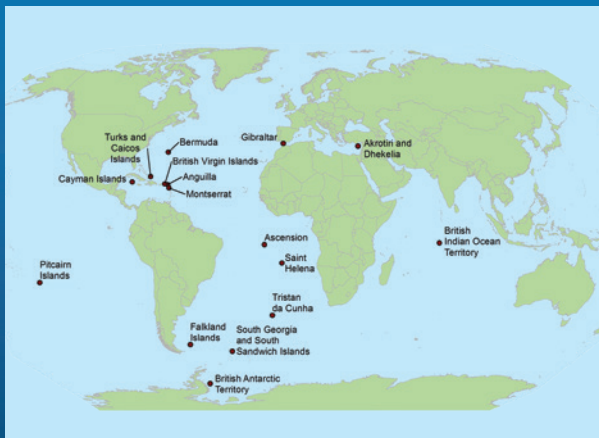 Turks and
Caicos
Islands
Bermuda
Gibraltar
Akrotiri and
Dhekelia
British Virgin Islands
Cayman Islands
Anguilla
Montserrat
Ascension
British
Indian Ocean
Territory
Saint
Helena
Pitcairn
Islands
Tristan
da Cunha
Falkland
Islands
South Georgia
and South
Sandwich Islands
British Antarctic
Territory